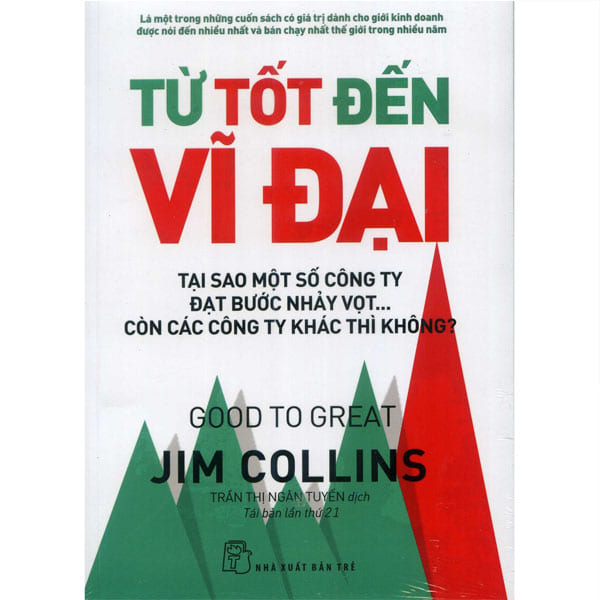 Là một trong những cuốn sách có giá trị dành cho giới kinh doanh
được nói đến nhiều nhất và bán chạy nhất thế giới trong nhiều năm
TỪ TỐT ĐẾN
VĨ ĐẠI
TẠI SAO MỘT SỐ CÔNG TY
ĐẠT BƯỚC NHẢY VỌT...
CÒN CÁC CÔNG TY KHÁC THÌ KHÔNG?
GOOD TO GREAT
JIM COLLINS
TRẦN THỊ NGÂN TUYẾN dịch
Tái bản lần thứ 21
NHÀ XUẤT BẢN TRẺ